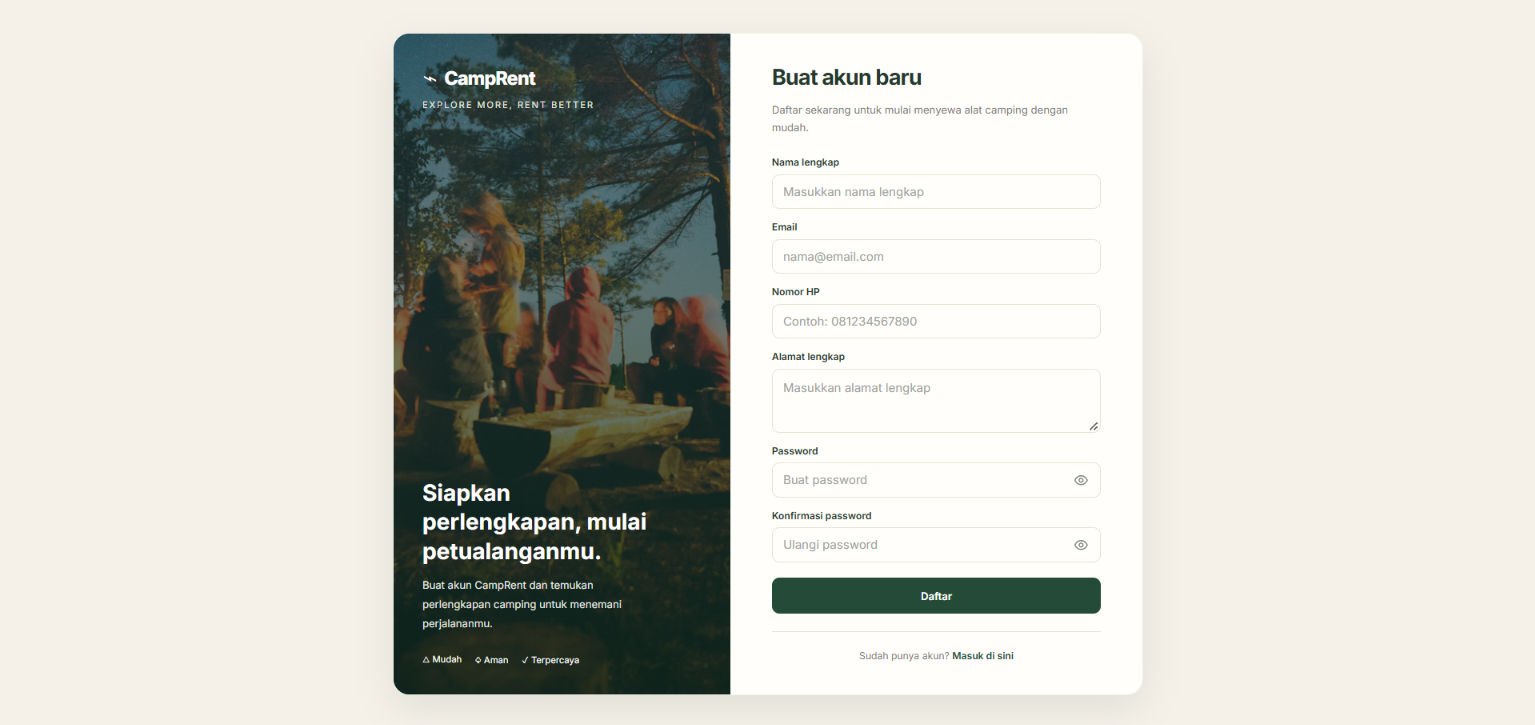 CampRent
EXPLORE MORE, RENT BETTER
Siapkan
perlengkapan, mulai
petualanganmu.
Buat akun CampRent dan temukan
perlengkapan camping untuk menemani
perjalananmu.
Mudah Aman Terpercaya
Buat akun baru
Daftar sekarang untuk mulai menyewa alat camping dengan
mudah.
Nama lengkap
Masukkan nama lengkap
Email
nama@email.com
Nomor HP
Contoh: 081234567890
Alamat lengkap
Masukkan alamat lengkap
Password
Buat password
Konfirmasi password
Ulangi password
Daftar
Sudah punya akun? Masuk di sini